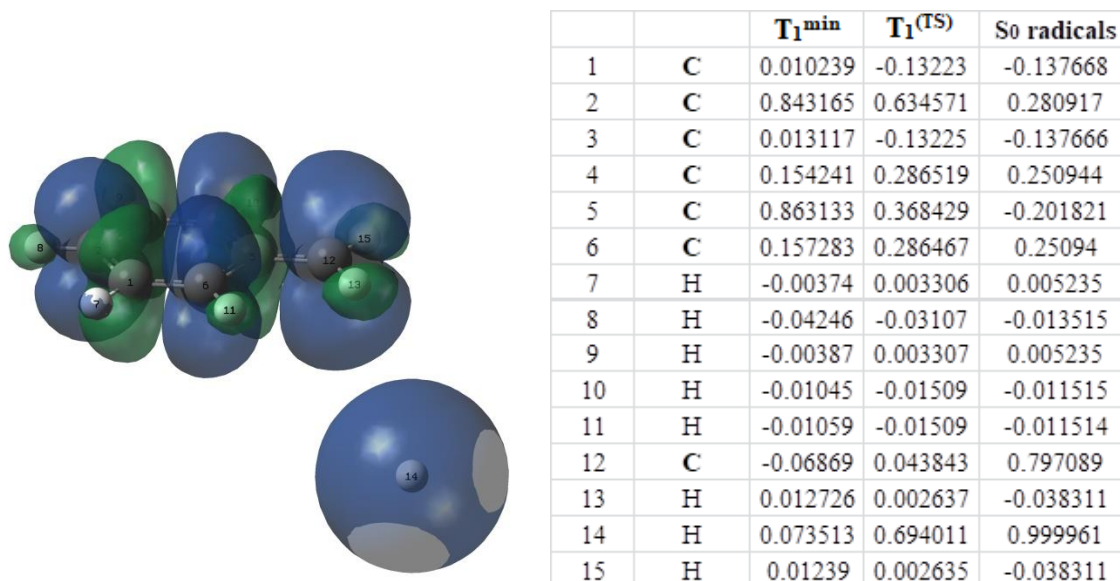 T₁ᵐⁱⁿ T₁⁽ᵀˢ⁾ S₀ radicals
1 C 0.010239 -0.13223 -0.137668
2 C 0.843165 0.634571 0.280917
3 C 0.013117 -0.13225 -0.137666
4 C 0.154241 0.286519 0.250944
5 C 0.863133 0.368429 -0.201821
6 C 0.157283 0.286467 0.25094
7 H -0.00374 0.003306 0.005235
8 H -0.04246 -0.03107 -0.013515
9 H -0.00387 0.003307 0.005235
10 H -0.01045 -0.01509 -0.011515
11 H -0.01059 -0.01509 -0.011514
12 C -0.06869 0.043843 0.797089
13 H 0.012726 0.002637 -0.038311
14 H 0.073513 0.694011 0.999961
15 H 0.01239 0.002635 -0.038311
8
1
7
6
11
12
15
13
14